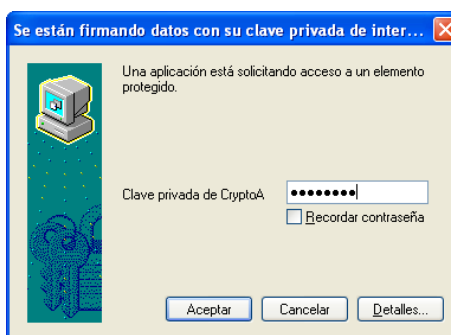 Se están firmando datos con su clave privada de inter...
Una aplicación está solicitando acceso a un elemento
protegido.
Clave privada de CryptoA
••••••••
Recordar contraseña
Aceptar Cancelar Detalles...